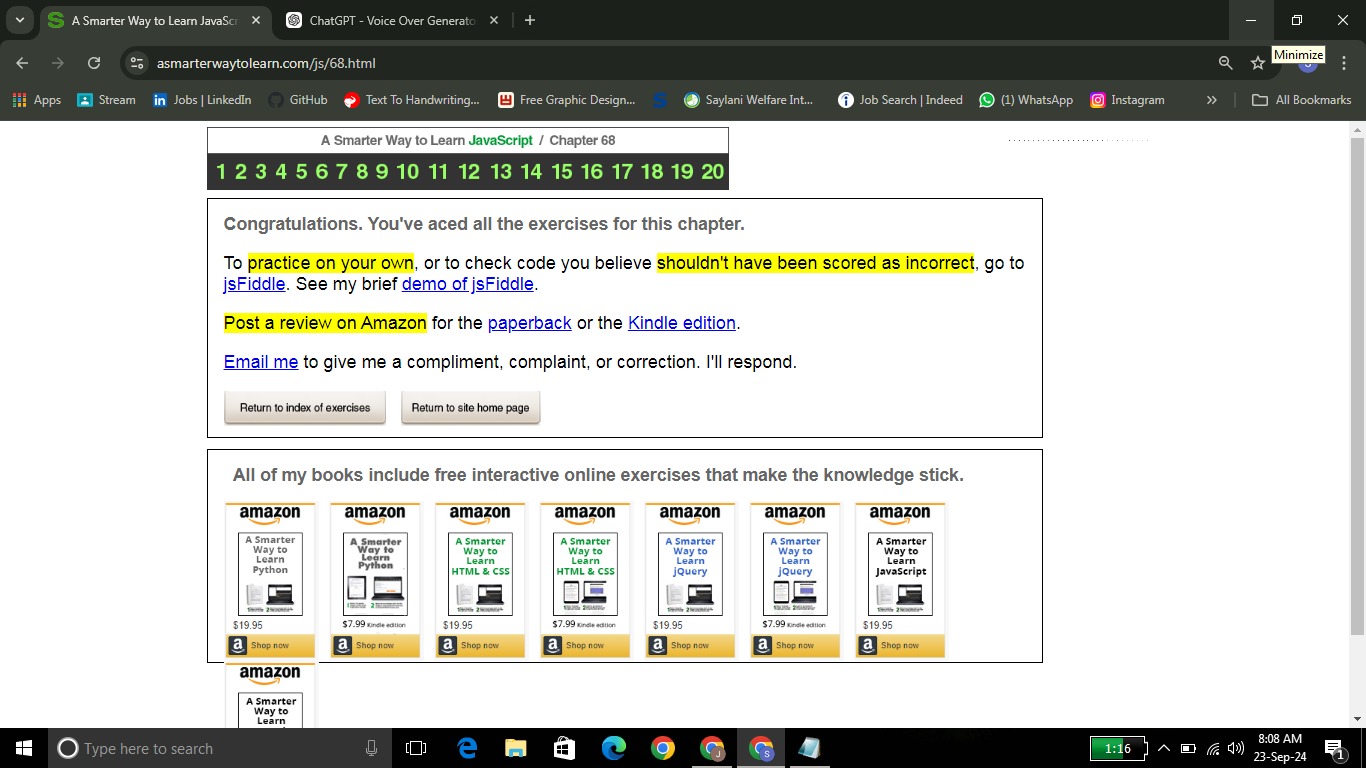 A Smarter Way to Learn JavaSc
ChatGPT - Voice Over Generato
asmarterwaytolearn.com/js/68.html
Minimize
Apps
Stream
Jobs | LinkedIn
GitHub
Text To Handwriting...
Free Graphic Design...
Saylani Welfare Int...
Job Search | Indeed
(1) WhatsApp
Instagram
»
All Bookmarks
A Smarter Way to Learn JavaScript / Chapter 68
1 2 3 4 5 6 7 8 9 10 11 12 13 14 15 16 17 18 19 20
Congratulations. You've aced all the exercises for this chapter.
To practice on your own, or to check code you believe shouldn't have been scored as incorrect, go to
jsFiddle. See my brief demo of jsFiddle.
Post a review on Amazon for the paperback or the Kindle edition.
Email me to give me a compliment, complaint, or correction. I'll respond.
Return to index of exercises
Return to site home page
All of my books include free interactive online exercises that make the knowledge stick.
amazon
A Smarter
Way to
Learn
Python
$19.95
Shop now
amazon
A Smarter
Way to
Learn
Python
$7.99 Kindle edition
Shop now
amazon
A Smarter
Way to
Learn
HTML & CSS
$19.95
Shop now
amazon
A Smarter
Way to
Learn
HTML & CSS
$7.99 Kindle edition
Shop now
amazon
A Smarter
Way to
Learn
jQuery
$19.95
Shop now
amazon
A Smarter
Way to
Learn
jQuery
$7.99 Kindle edition
Shop now
amazon
A Smarter
Way to
Learn
JavaScript
$19.95
Shop now
amazon
A Smarter
Way to
Learn
Type here to search
1:16
8:08 AM
23-Sep-24
1